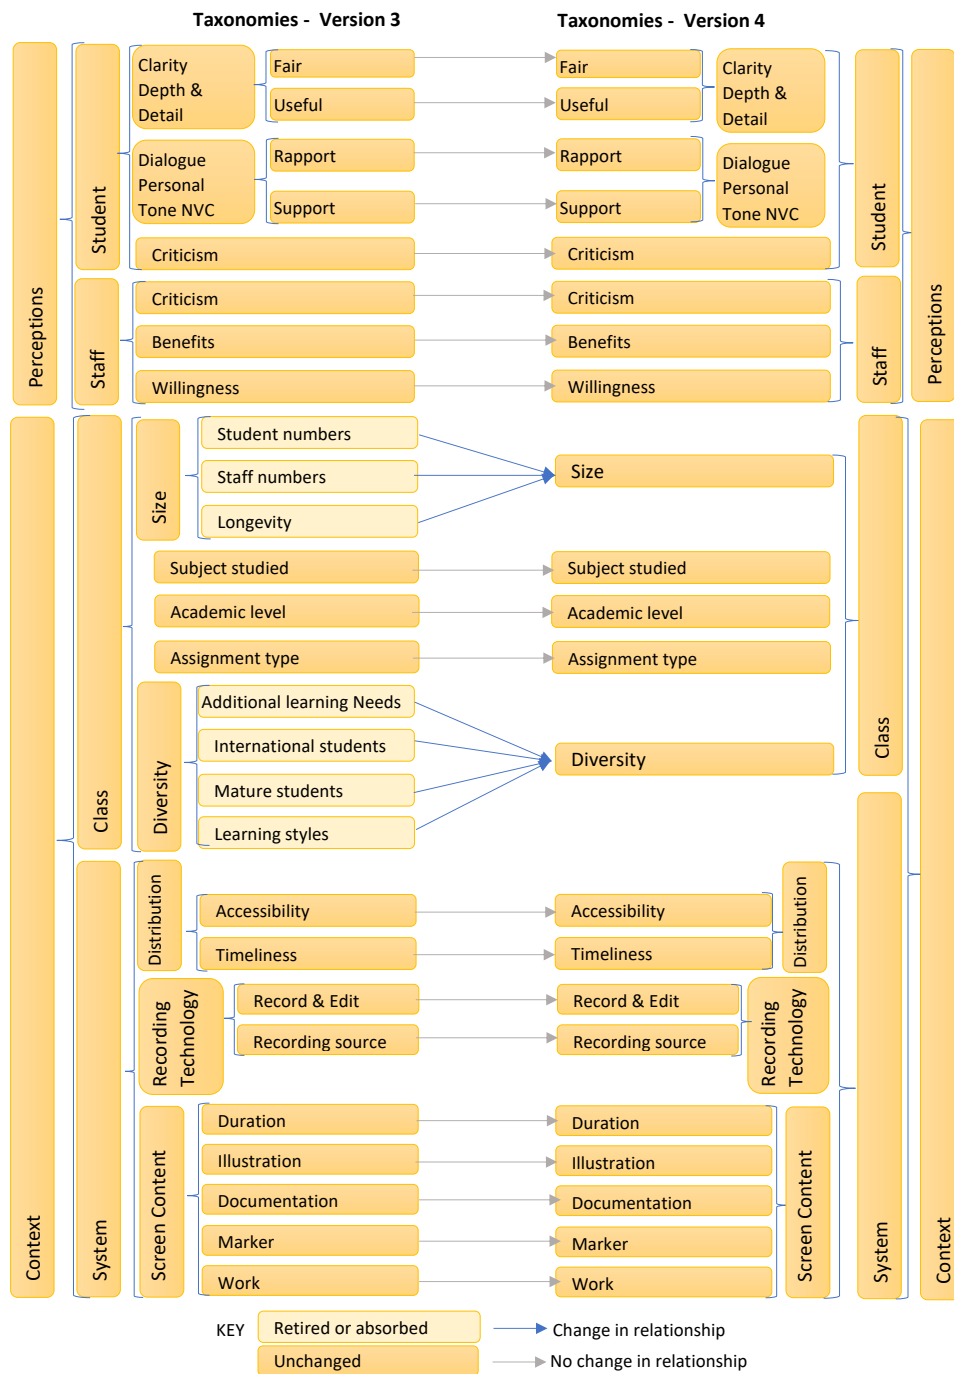 Taxonomies - Version 3
Taxonomies - Version 4
Perceptions
Student
Clarity
Depth &
Detail
Fair
Useful
Dialogue
Personal
Tone NVC
Rapport
Support
Criticism
Staff
Criticism
Benefits
Willingness
Fair
Useful
Clarity
Depth &
Detail
Rapport
Support
Dialogue
Personal
Tone NVC
Criticism
Student
Criticism
Benefits
Willingness
Staff
Perceptions
Context
Class
Size
Student numbers
Staff numbers
Longevity
Subject studied
Academic level
Assignment type
Diversity
Additional learning Needs
International students
Mature students
Learning styles
Size
Subject studied
Academic level
Assignment type
Diversity
Class
System
Distribution
Accessibility
Timeliness
Recording
Technology
Record & Edit
Recording source
Screen Content
Duration
Illustration
Documentation
Marker
Work
Accessibility
Timeliness
Distribution
Record & Edit
Recording source
Recording
Technology
Duration
Illustration
Documentation
Marker
Work
Screen Content
System
Context
KEY
Retired or absorbed
Change in relationship
Unchanged
No change in relationship